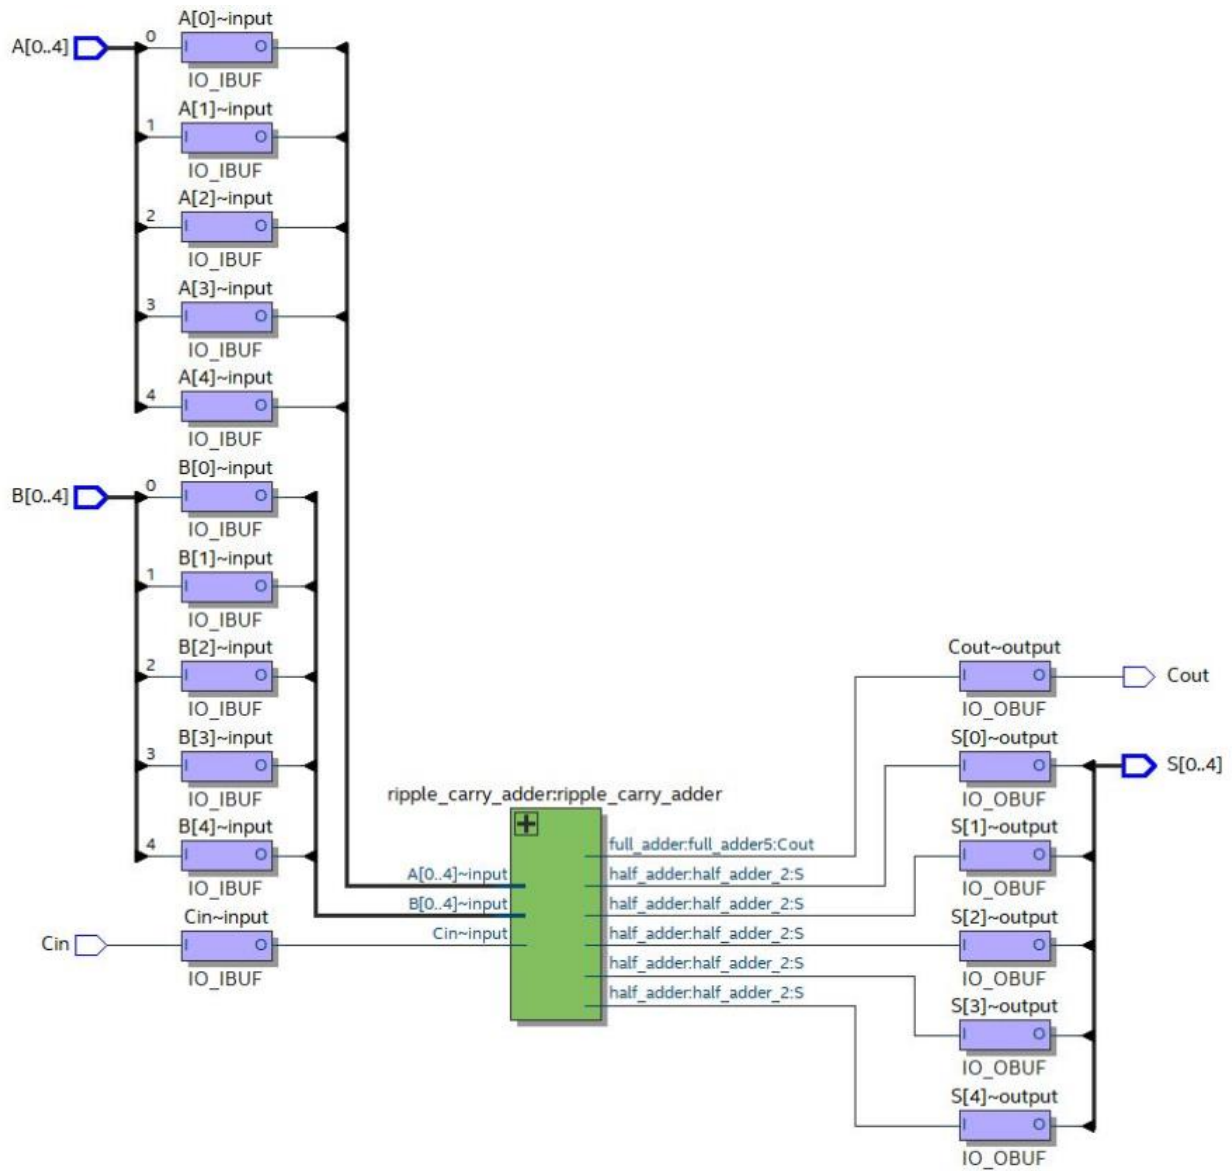 A[0..4]
0
A[0]~input
I O
IO_IBUF
1
A[1]~input
I O
IO_IBUF
2
A[2]~input
I O
IO_IBUF
3
A[3]~input
I O
IO_IBUF
4
A[4]~input
I O
IO_IBUF
B[0..4]
0
B[0]~input
I O
IO_IBUF
1
B[1]~input
I O
IO_IBUF
2
B[2]~input
I O
IO_IBUF
3
B[3]~input
I O
IO_IBUF
4
B[4]~input
I O
IO_IBUF
Cin
Cin~input
I O
IO_IBUF
ripple_carry_adder:ripple_carry_adder
A[0..4]~input
B[0..4]~input
Cin~input
full_adder:full_adder5:Cout
half_adder:half_adder_2:S
half_adder:half_adder_2:S
half_adder:half_adder_2:S
half_adder:half_adder_2:S
half_adder:half_adder_2:S
Cout~output
I O
IO_OBUF
Cout
S[0]~output
I O
IO_OBUF
S[0..4]
S[1]~output
I O
IO_OBUF
S[2]~output
I O
IO_OBUF
S[3]~output
I O
IO_OBUF
S[4]~output
I O
IO_OBUF